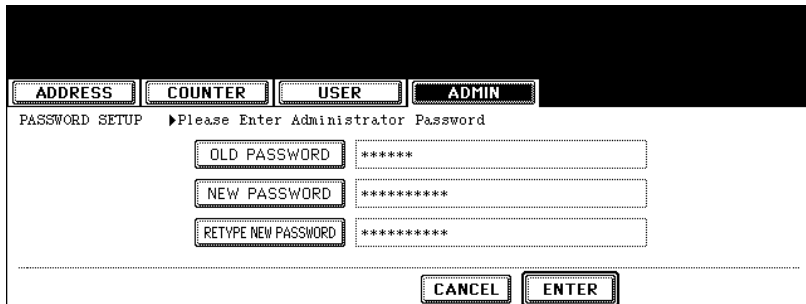 ADDRESS COUNTER USER ADMIN
PASSWORD SETUP ▶Please Enter Administrator Password
OLD PASSWORD ******
NEW PASSWORD **********
RETYPE NEW PASSWORD **********
CANCEL ENTER